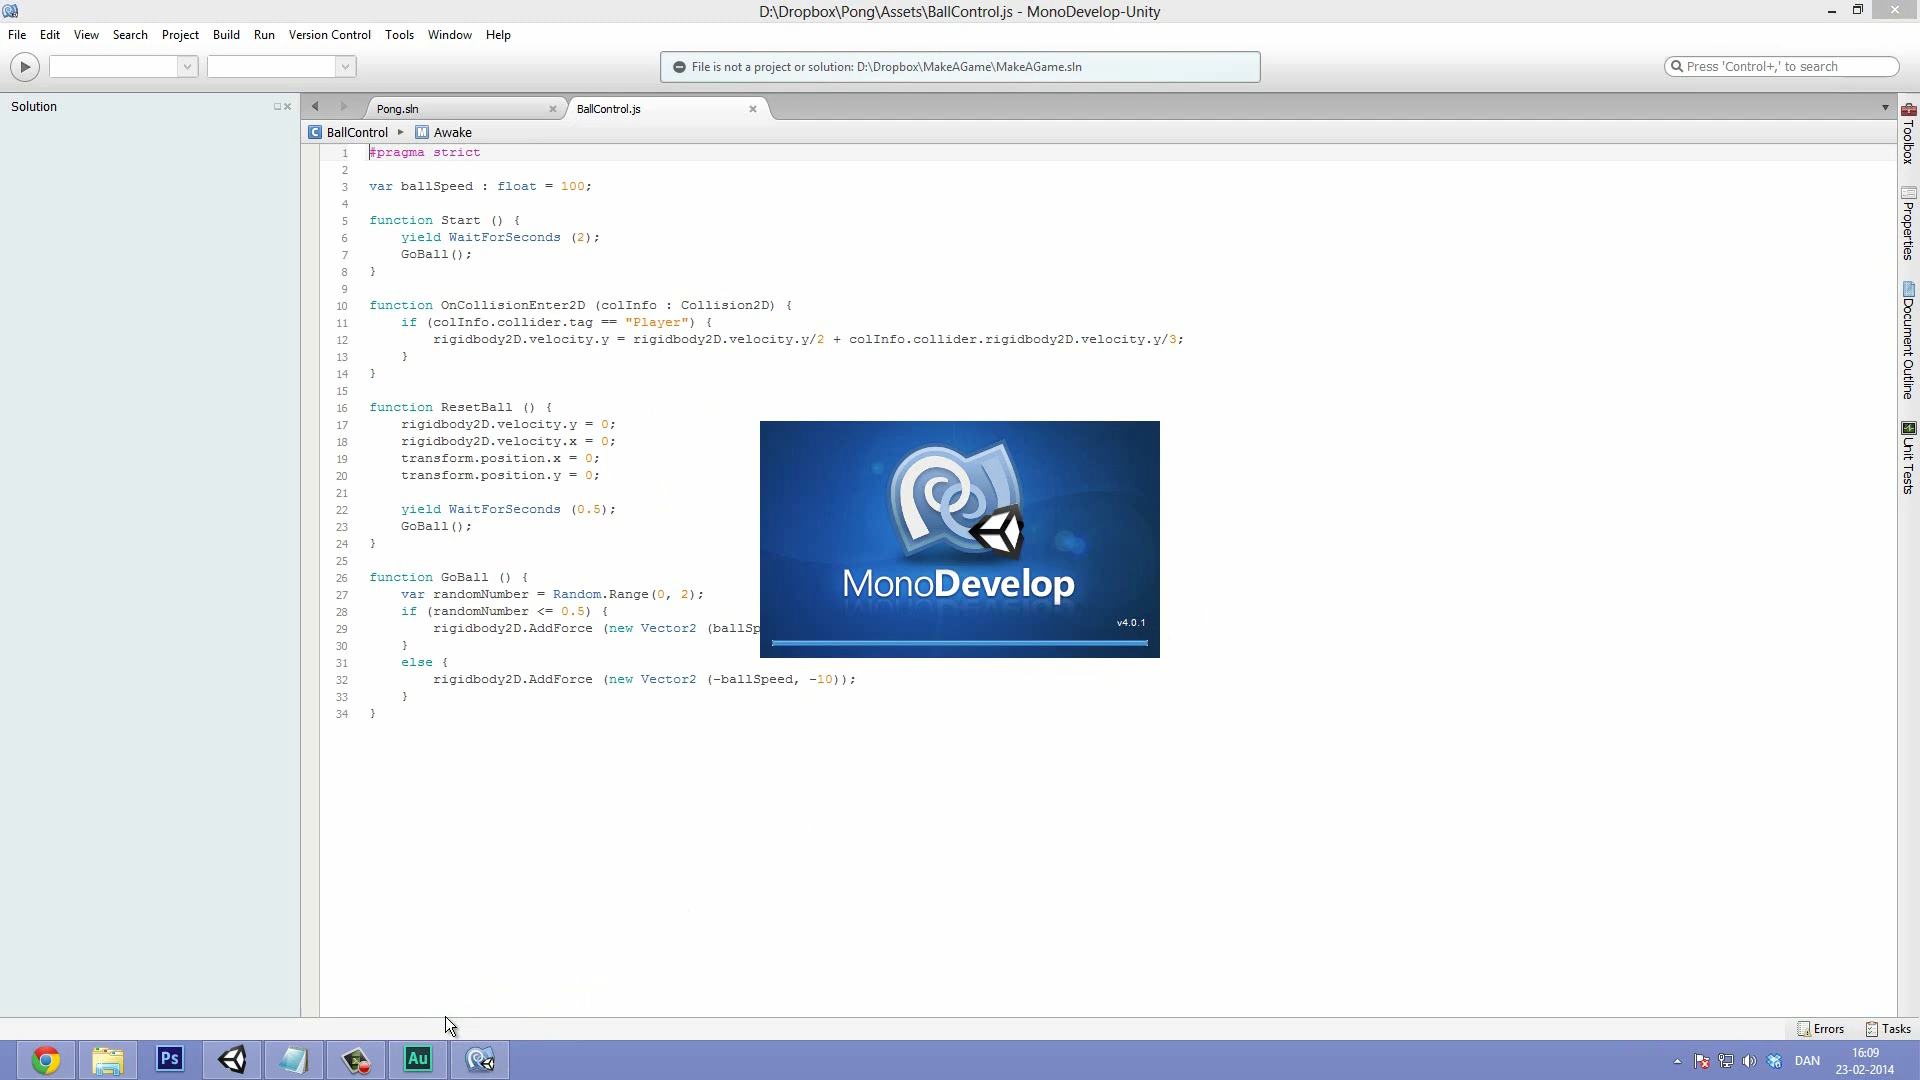 D:\Dropbox\Pong\Assets\BallControl.js - MonoDevelop-Unity
File Edit View Search Project Build Run Version Control Tools Window Help
File is not a project or solution: D:\Dropbox\MakeAGame\MakeAGame.sln
Press 'Control+,' to search
Solution
Pong.sln
BallControl.js
C BallControl M Awake
1 #pragma strict
2
3 var ballSpeed : float = 100;
4
5 function Start () {
6 yield WaitForSeconds (2);
7 GoBall();
8 }
9
10 function OnCollisionEnter2D (colInfo : Collision2D) {
11 if (colInfo.collider.tag == "Player") {
12 rigidbody2D.velocity.y = rigidbody2D.velocity.y/2 + colInfo.collider.rigidbody2D.velocity.y/3;
13 }
14 }
15
16 function ResetBall () {
17 rigidbody2D.velocity.y = 0;
18 rigidbody2D.velocity.x = 0;
19 transform.position.x = 0;
20 transform.position.y = 0;
21
22 yield WaitForSeconds (0.5);
23 GoBall();
24 }
25
26 function GoBall () {
27 var randomNumber = Random.Range(0, 2);
28 if (randomNumber <= 0.5) {
29 rigidbody2D.AddForce (new Vector2 (ballSp
30 }
31 else {
32 rigidbody2D.AddForce (new Vector2 (-ballSpeed, -10));
33 }
34 }
MonoDevelop
v4.0.1
Toolbox
Properties
Document Outline
Unit Tests
Errors
Tasks
Ps
Au
DAN
16:09
23-02-2014